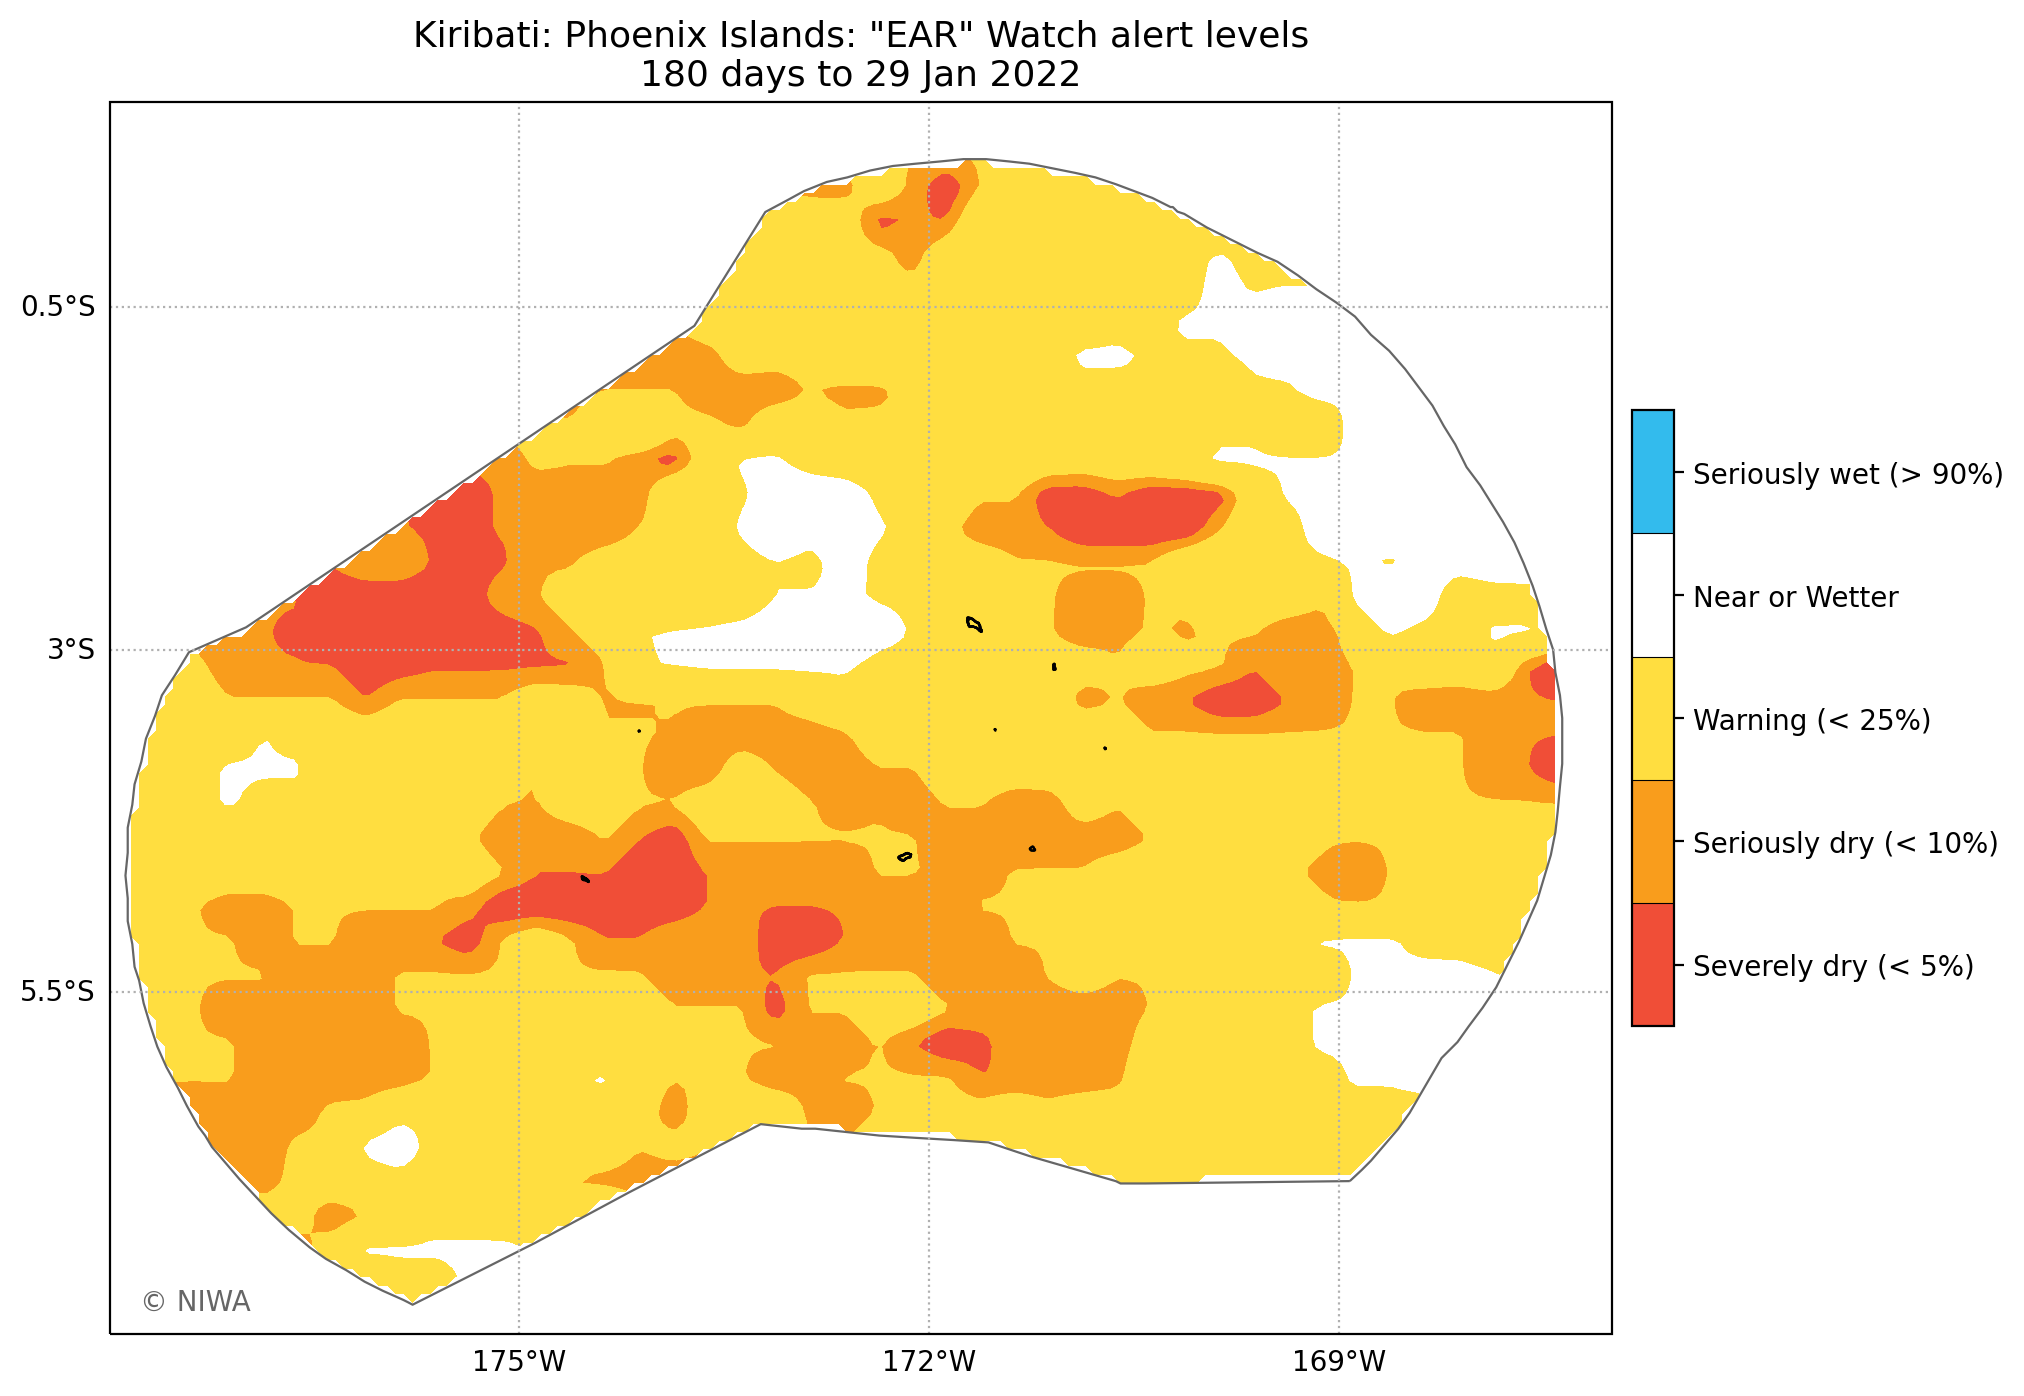 Kiribati: Phoenix Islands: "EAR" Watch alert levels
180 days to 29 Jan 2022
0.5°S
3°S
5.5°S
175°W
172°W
169°W
Seriously wet (> 90%)
Near or Wetter
Warning (< 25%)
Seriously dry (< 10%)
Severely dry (< 5%)
© NIWA